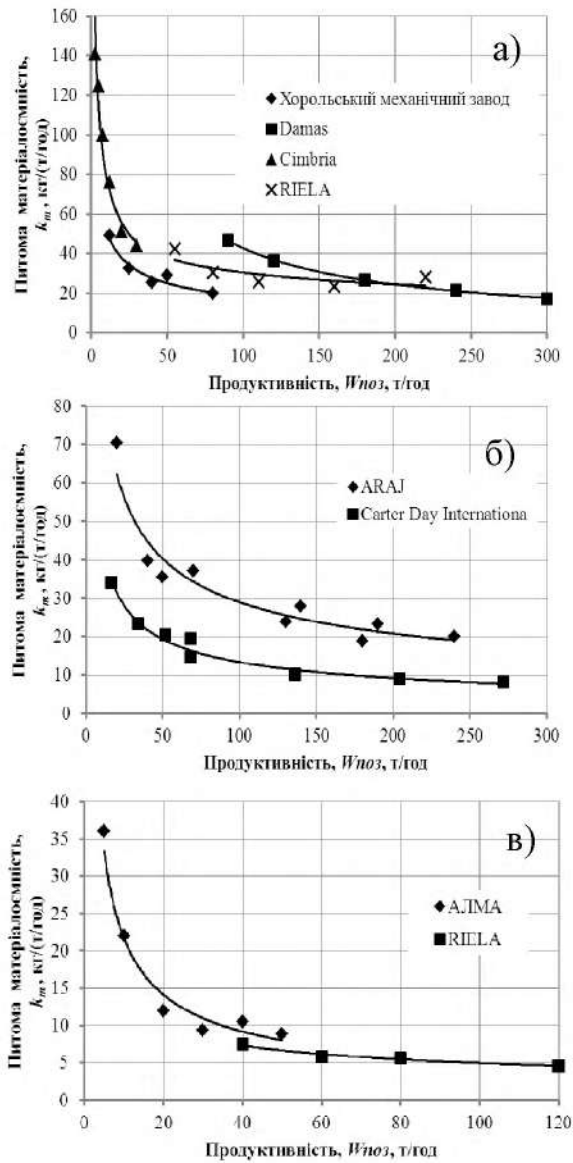 Питома матеріалоємність,
km, кг/(т/год)
160
140
120
100
80
60
40
20
0
а)
Хорольський механічний завод
Damas
Cimbria
RIELA
0 50 100 150 200 250 300
Продуктивність, Wпоз, т/год
Питома матеріалоємність,
km, кг/(т/год)
80
70
60
50
40
30
20
10
0
б)
ARAJ
Carter Day Internationa
0 50 100 150 200 250 300
Продуктивність, Wпоз, т/год
Питома матеріалоємність,
km, кг/(т/год)
40
35
30
25
20
15
10
5
0
в)
АЛМА
RIELA
0 20 40 60 80 100 120
Продуктивність, Wпоз, т/год